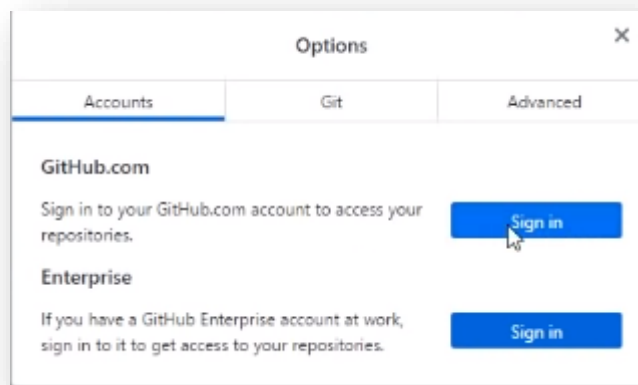 Options
Accounts Git Advanced
GitHub.com
Sign in to your GitHub.com account to access your
repositories.
Sign in
Enterprise
If you have a GitHub Enterprise account at work,
sign in to it to get access to your repositories.
Sign in